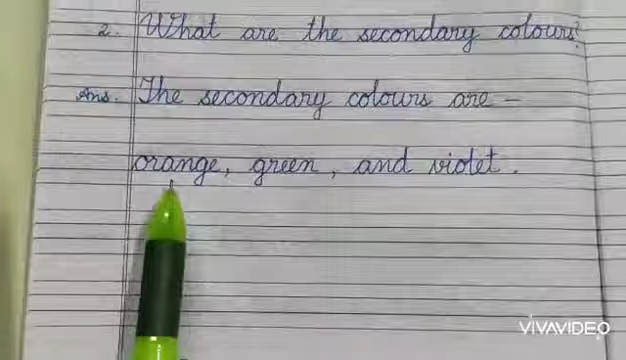 2. What are the secondary colours?
Ans. The secondary colours are —
orange, green, and violet.
VIVAVIDEO